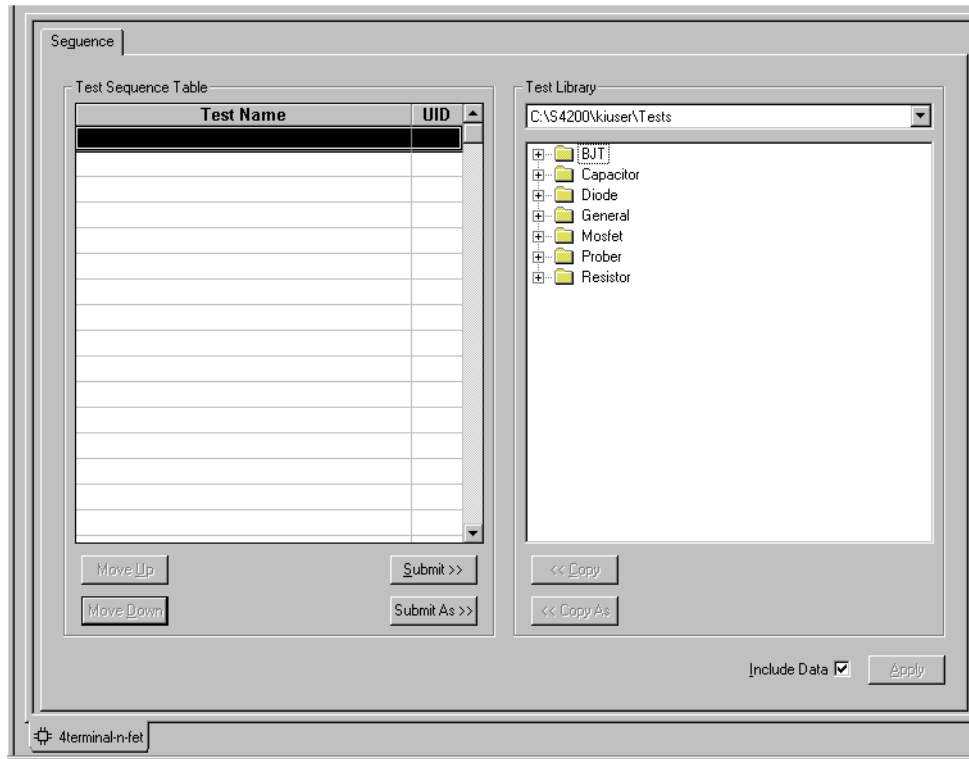 Seguence
Test Sequence Table
Test Name UID
Move Up
Submit >>
Move Down
Submit As >>
Test Library
C:\S4200\kiuser\Tests
BJT
Capacitor
Diode
General
Mosfet
Prober
Resistor
<< Copy
<< Copy As
Include Data
Apply
4terminal-n-fet